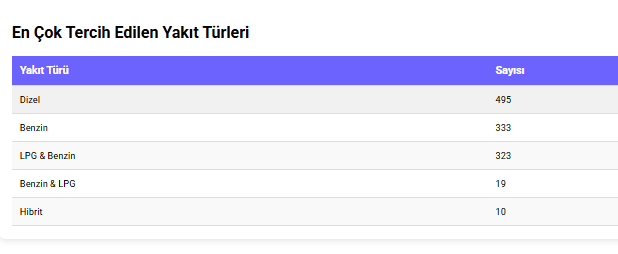 En Çok Tercih Edilen Yakıt Türleri
Yakıt Türü Sayısı
Dizel 495
Benzin 333
LPG & Benzin 323
Benzin & LPG 19
Hibrit 10